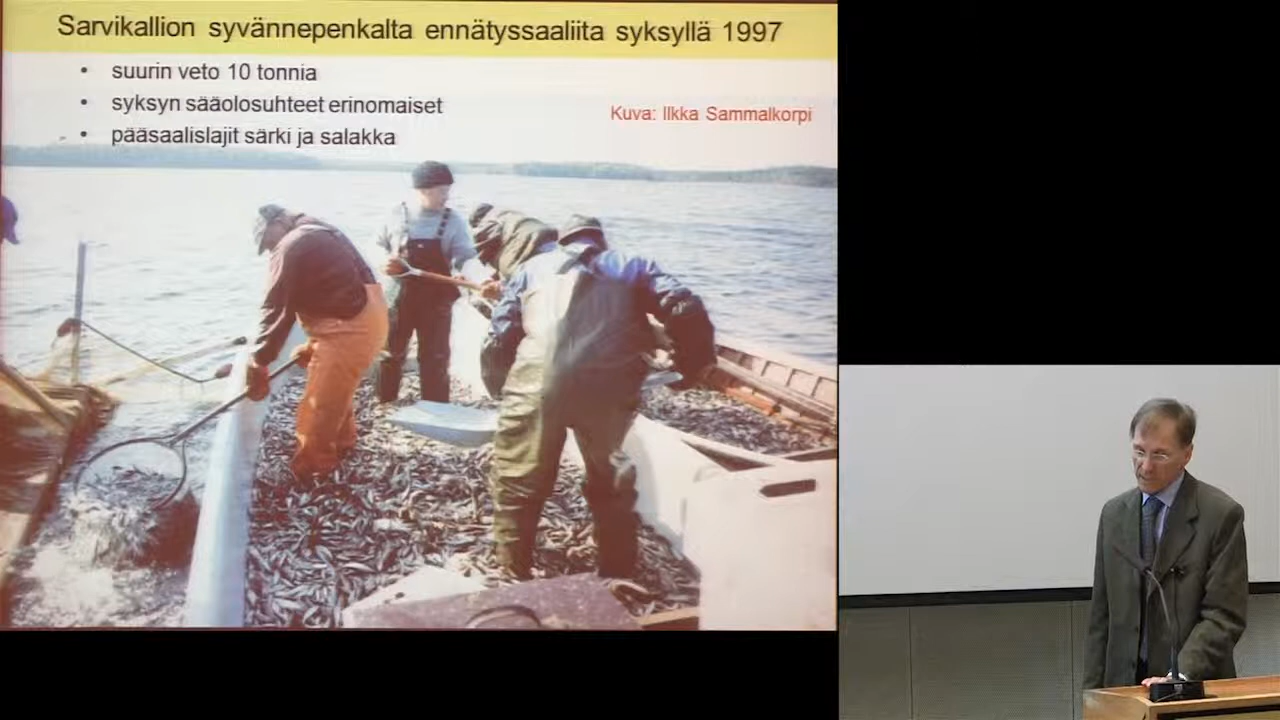 Sarvikallion syvännepenkalta ennätyssaaliita syksyllä 1997
• suurin veto 10 tonnia
• syksyn sääolosuhteet erinomaiset
• pääsaalislajit särki ja salakka
Kuva: Ilkka Sammalkorpi